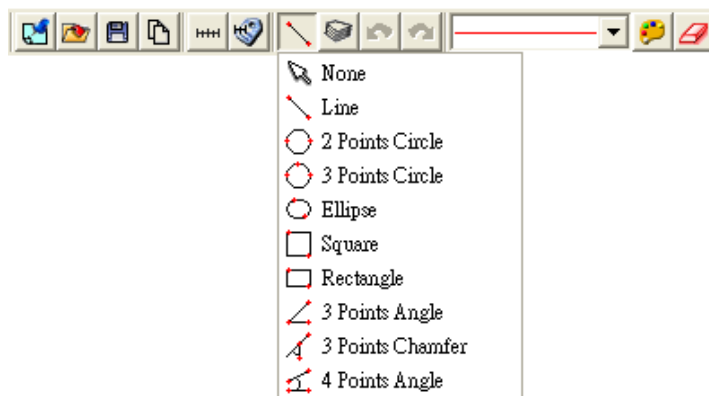 None
Line
2 Points Circle
3 Points Circle
Ellipse
Square
Rectangle
3 Points Angle
3 Points Chamfer
4 Points Angle